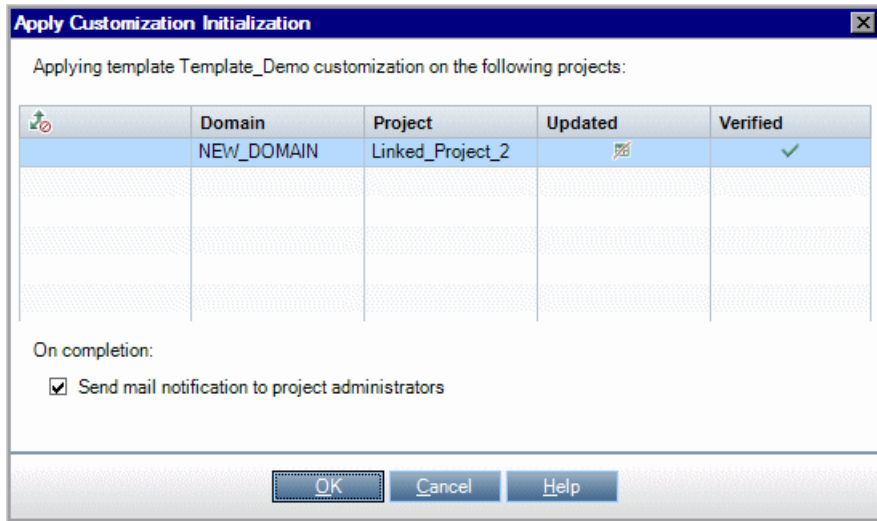 Apply Customization Initialization
Applying template Template_Demo customization on the following projects:
Domain Project Updated Verified
NEW_DOMAIN Linked_Project_2
On completion:
Send mail notification to project administrators
OK Cancel Help